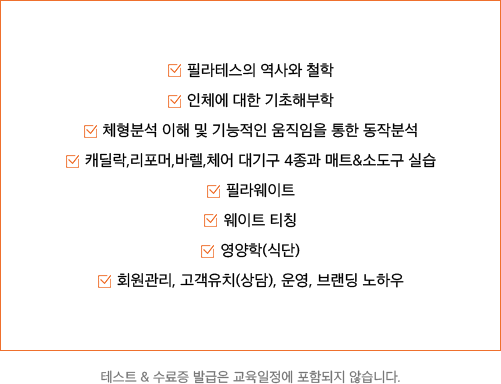 필라테스의 역사와 철학
인체에 대한 기초해부학
체형분석 이해 및 기능적인 움직임을 통한 동작분석
캐딜락,리포머,바렐,체어 대기구 4종과 매트&소도구 실습
필라웨이트
웨이트 티칭
영양학(식단)
회원관리, 고객유치(상담), 운영, 브랜딩 노하우
테스트 & 수료증 발급은 교육일정에 포함되지 않습니다.